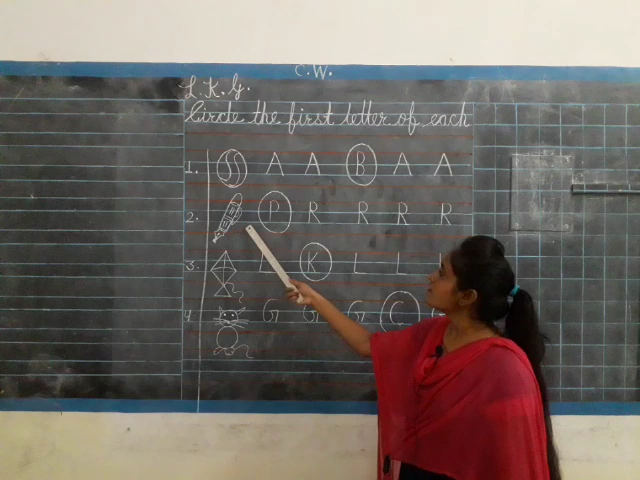 C.W.
L.K.G.
Circle the first letter of each
1. A A B A A
2. P R R R R
3. L K L L L
4. G G G C